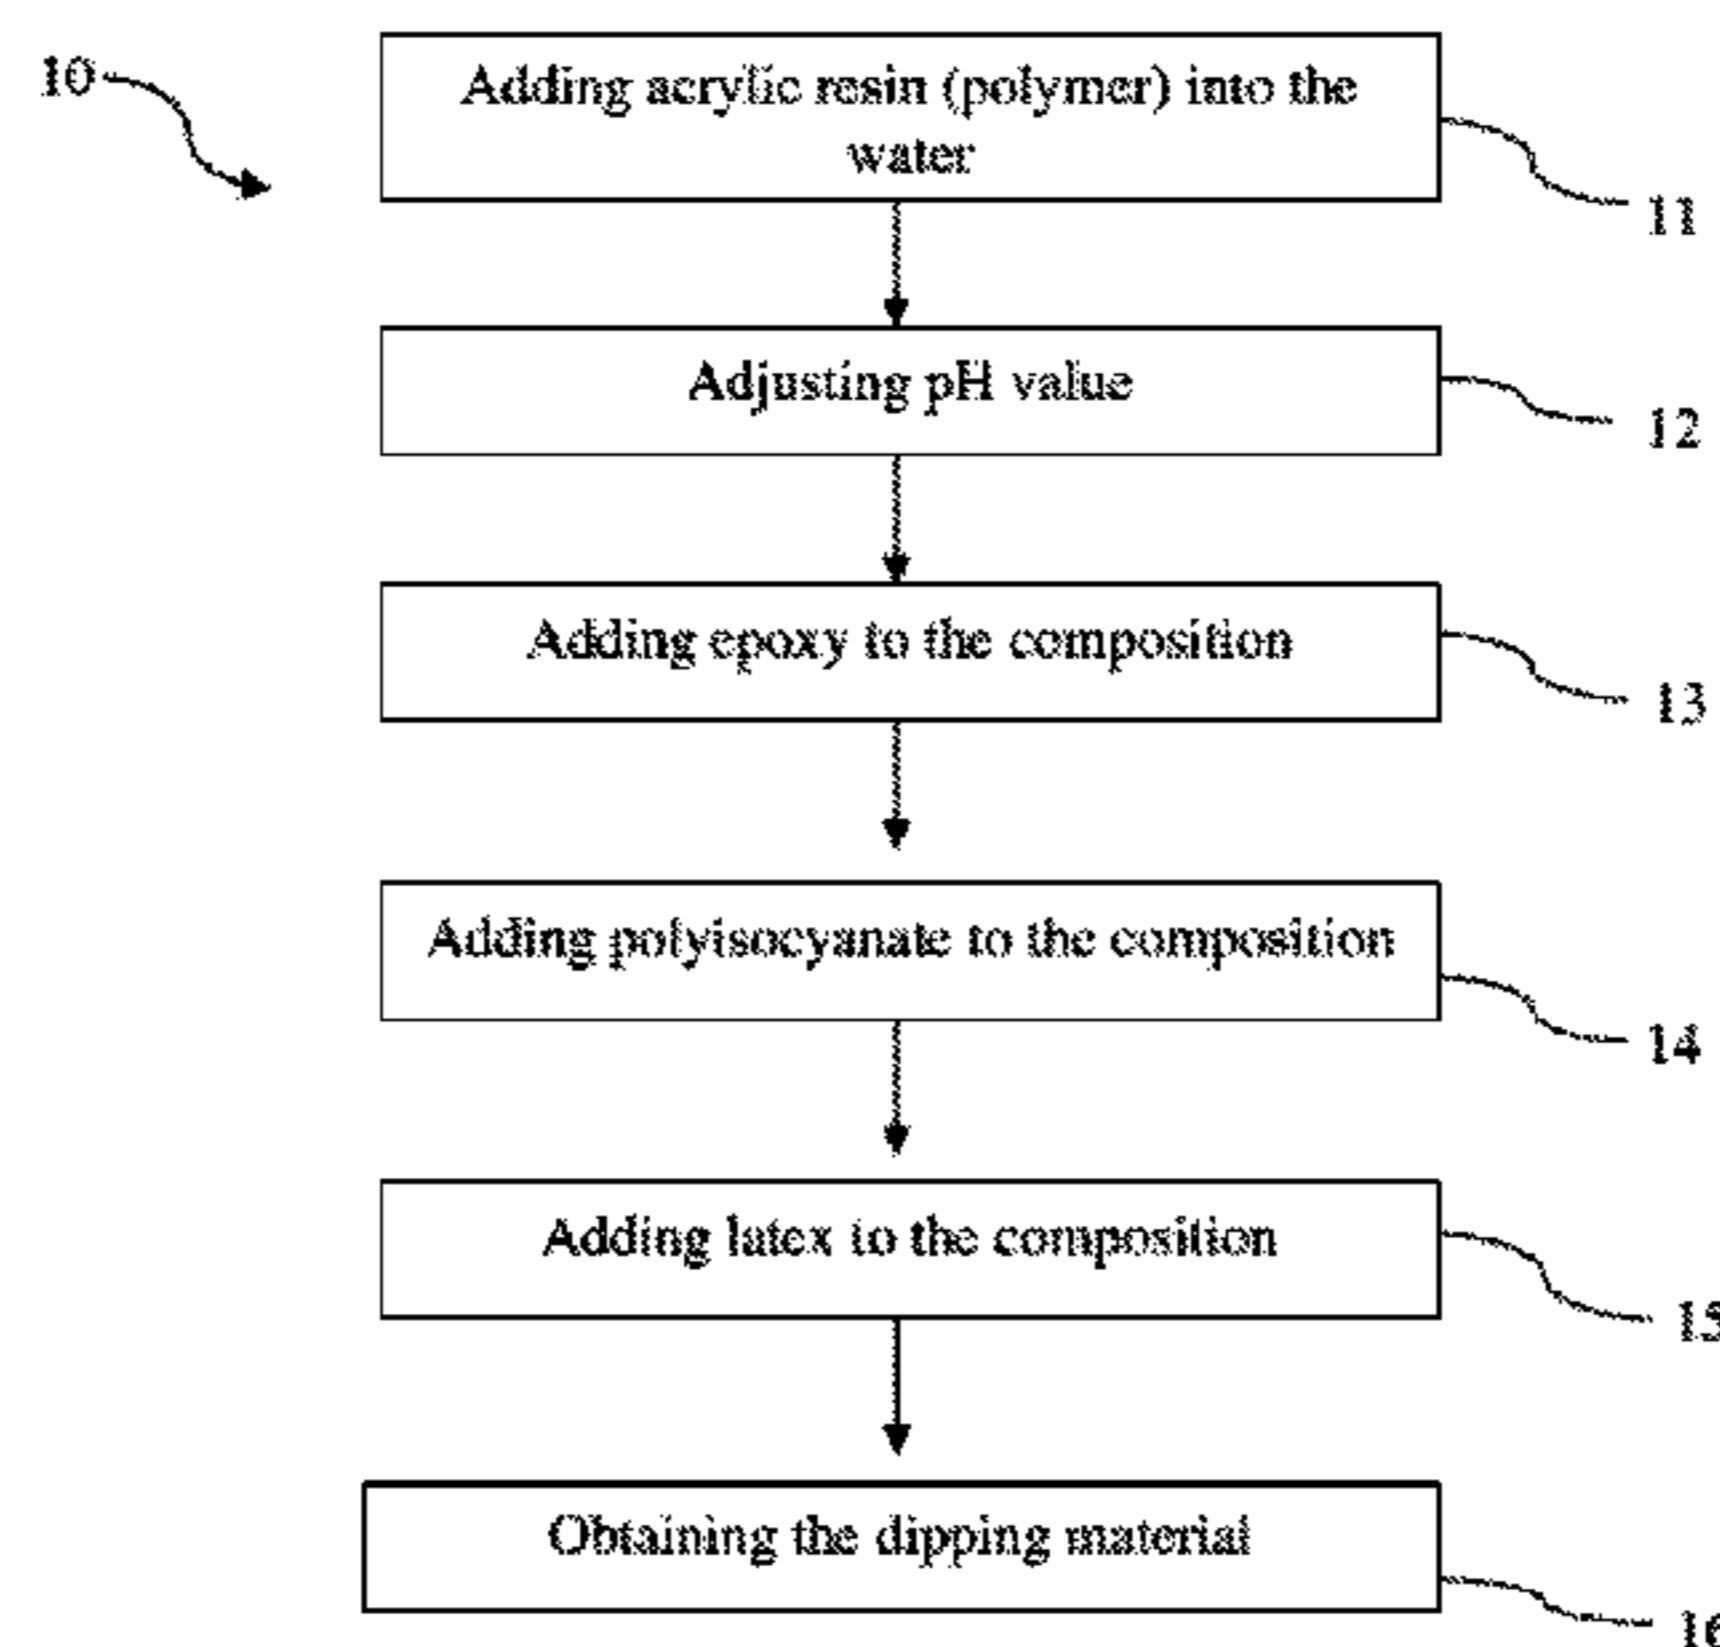 10
Adding acrylic resin (polymer) into the
water
11
Adjusting pH value
12
Adding epoxy to the composition
13
Adding polyisocyanate to the composition
14
Adding latex to the composition
15
Obtaining the dipping material
16